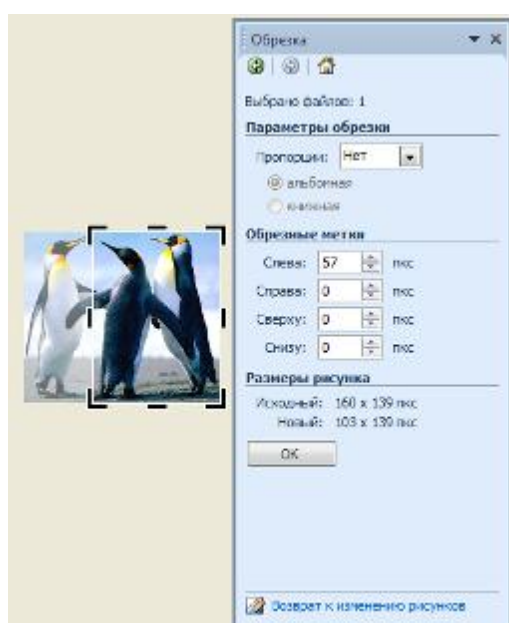 Обрезка
Выбрано файлов: 1
Параметры обрезки
Пропорции: Нет
альбомная
книжная
Обрезные метки
Слева: 57 пкс
Справа: 0 пкс
Сверху: 0 пкс
Снизу: 0 пкс
Размеры рисунка
Исходный: 160 x 139 пкс
Новый: 103 x 139 пкс
ОК
Возврат к изменению рисунков